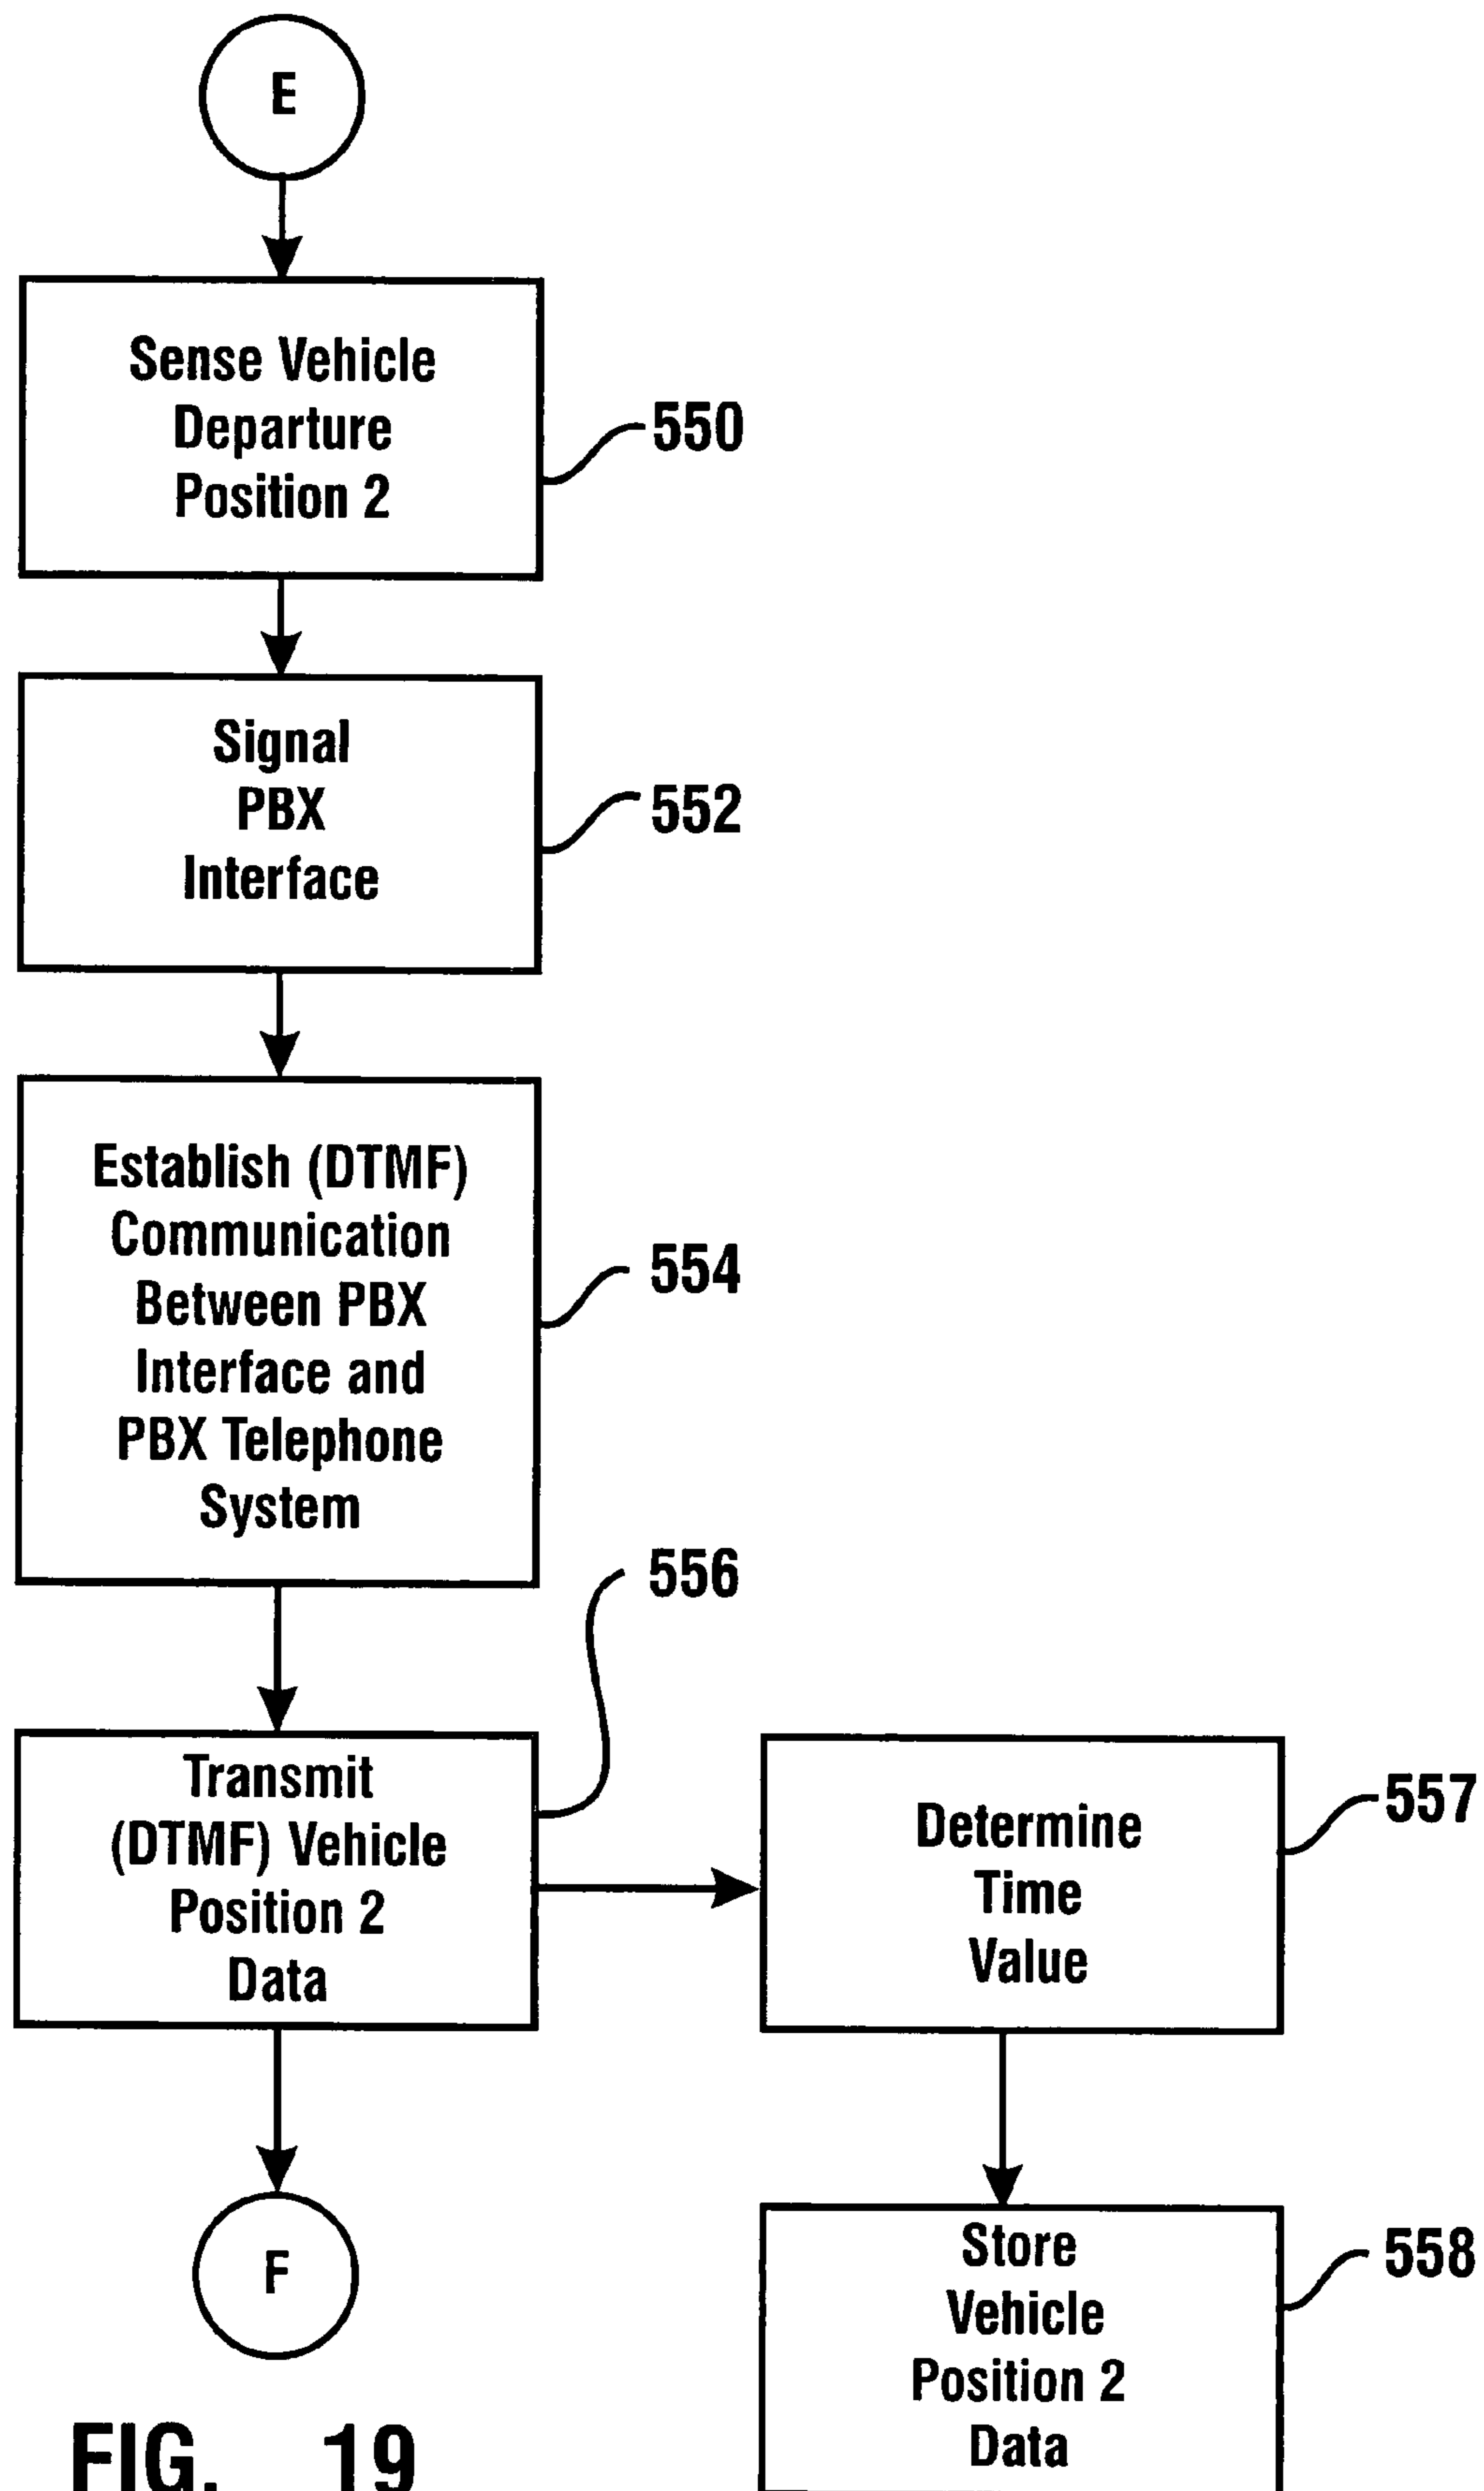 E
Sense Vehicle
Departure
Position 2
550
Signal
PBX
Interface
552
Establish (DTMF)
Communication
Between PBX
Interface and
PBX Telephone
System
554
556
Transmit
(DTMF) Vehicle
Position 2
Data
Determine
Time
Value
557
F
Store
Vehicle
Position 2
Data
558
FIG. 19